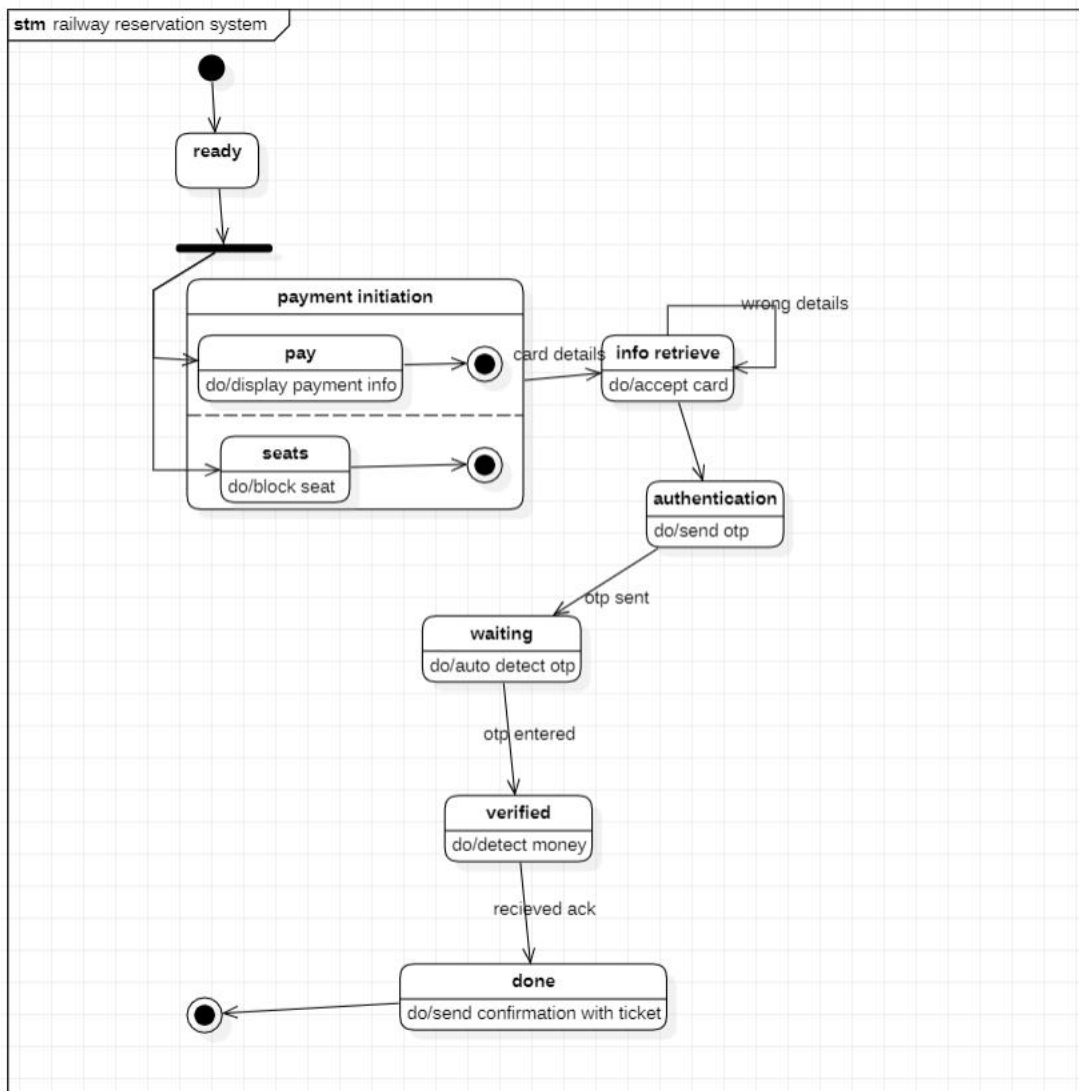 stm railway reservation system
ready
payment initiation
pay
do/display payment info
seats
do/block seat
card details
wrong details
info retrieve
do/accept card
authentication
do/send otp
otp sent
waiting
do/auto detect otp
otp entered
verified
do/detect money
recieved ack
done
do/send confirmation with ticket